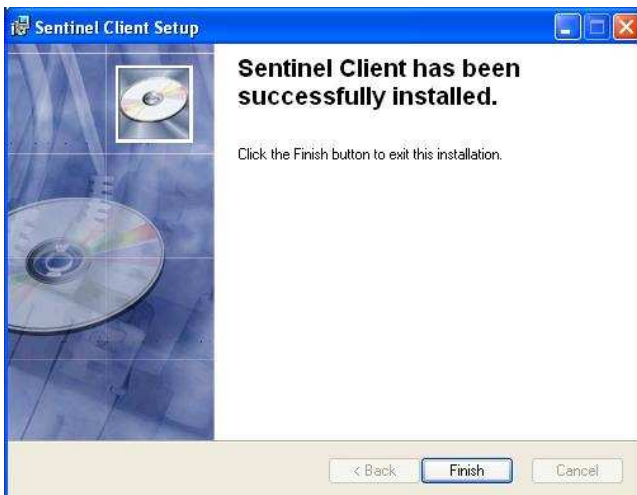 Sentinel Client Setup
Sentinel Client has been
successfully installed.
Click the Finish button to exit this installation.
< Back
Finish
Cancel